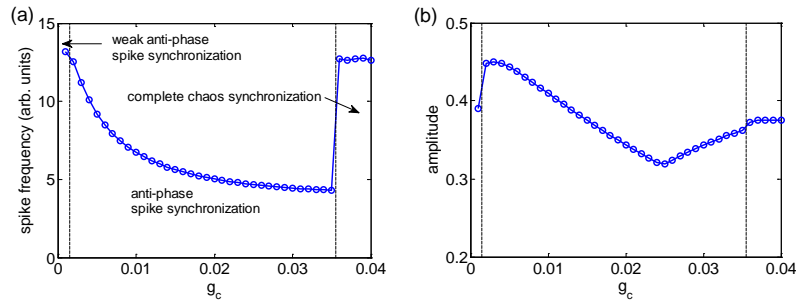 (a)
15
10
5
0
spike frequency (arb. units)
weak anti-phase
spike synchronization
complete chaos synchronization
anti-phase
spike synchronization
0 0.01 0.02 0.03 0.04
g_c
(b)
0.5
0.4
0.3
0.2
amplitude
0 0.01 0.02 0.03 0.04
g_c